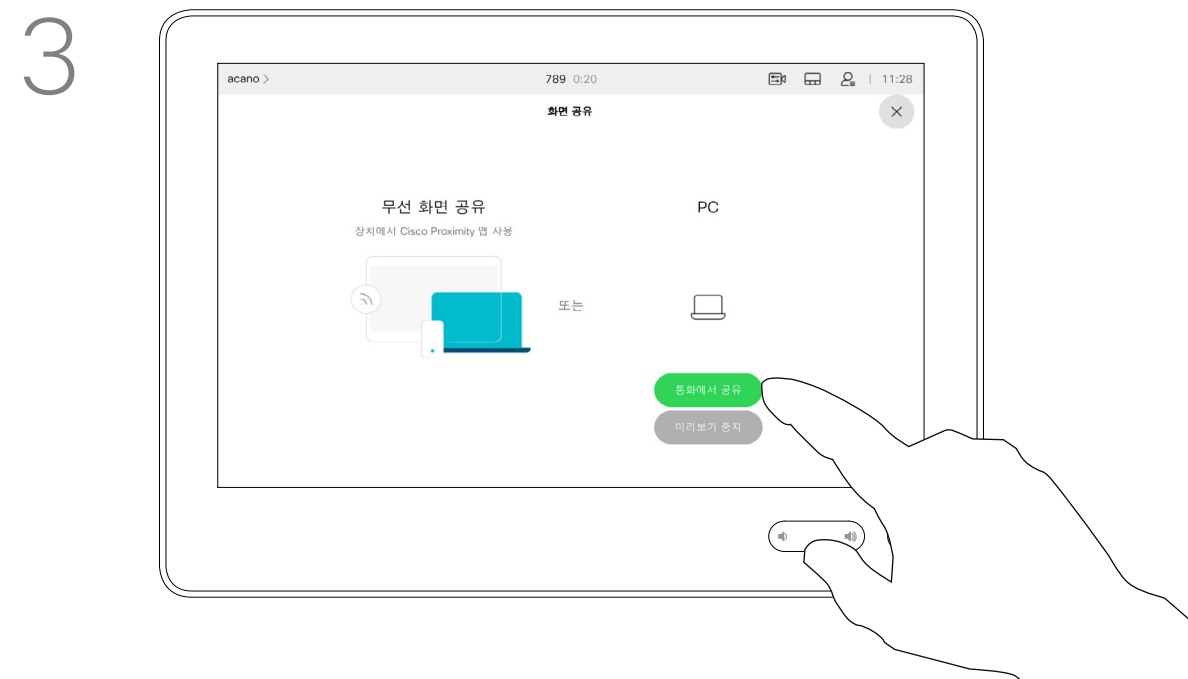 3
acano >
789 0:20
11:28
화면 공유
무선 화면 공유
장치에서 Cisco Proximity 앱 사용
또는
PC
통화에서 공유
미리보기 중지